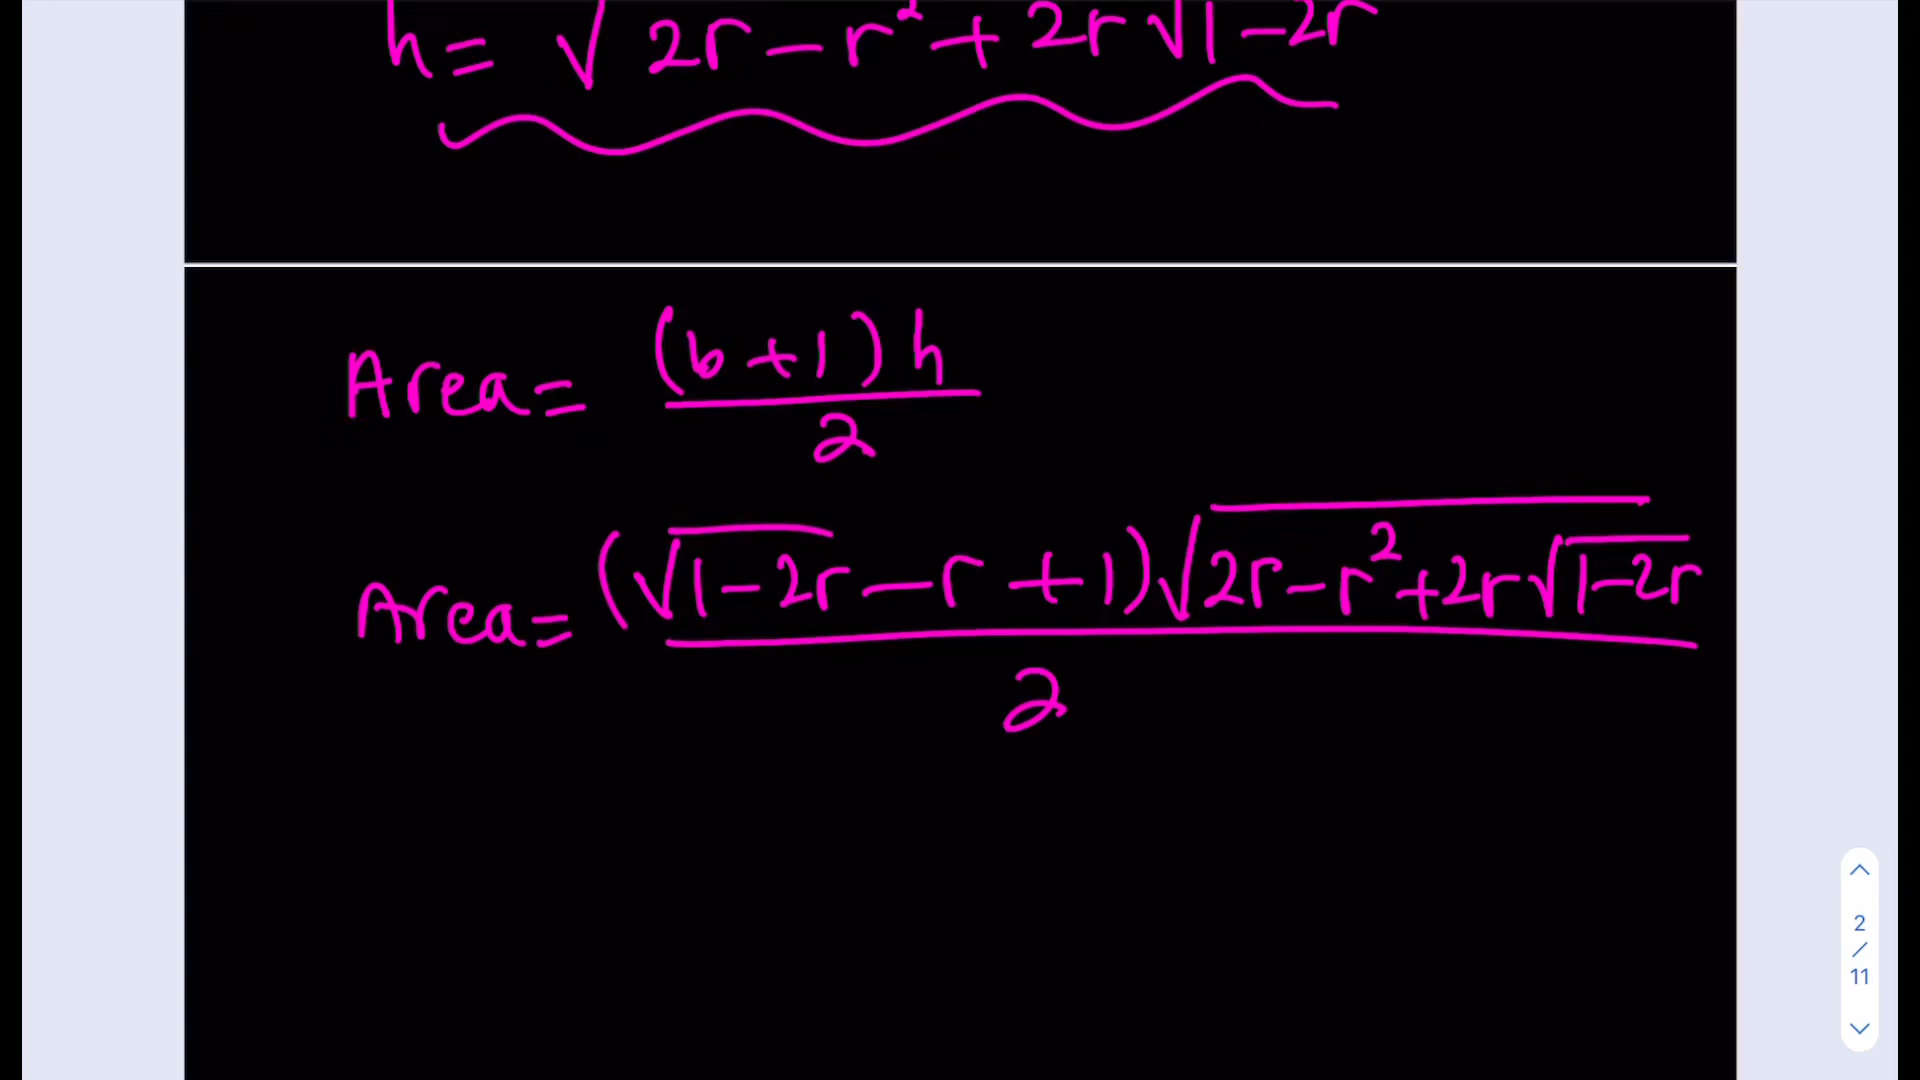 h = √2r − r² + 2r √1 − 2r
Area = (b + 1) h / 2
Area = (√1 − 2r − r + 1) √2r − r² + 2r √1 − 2r / 2
2
/
11